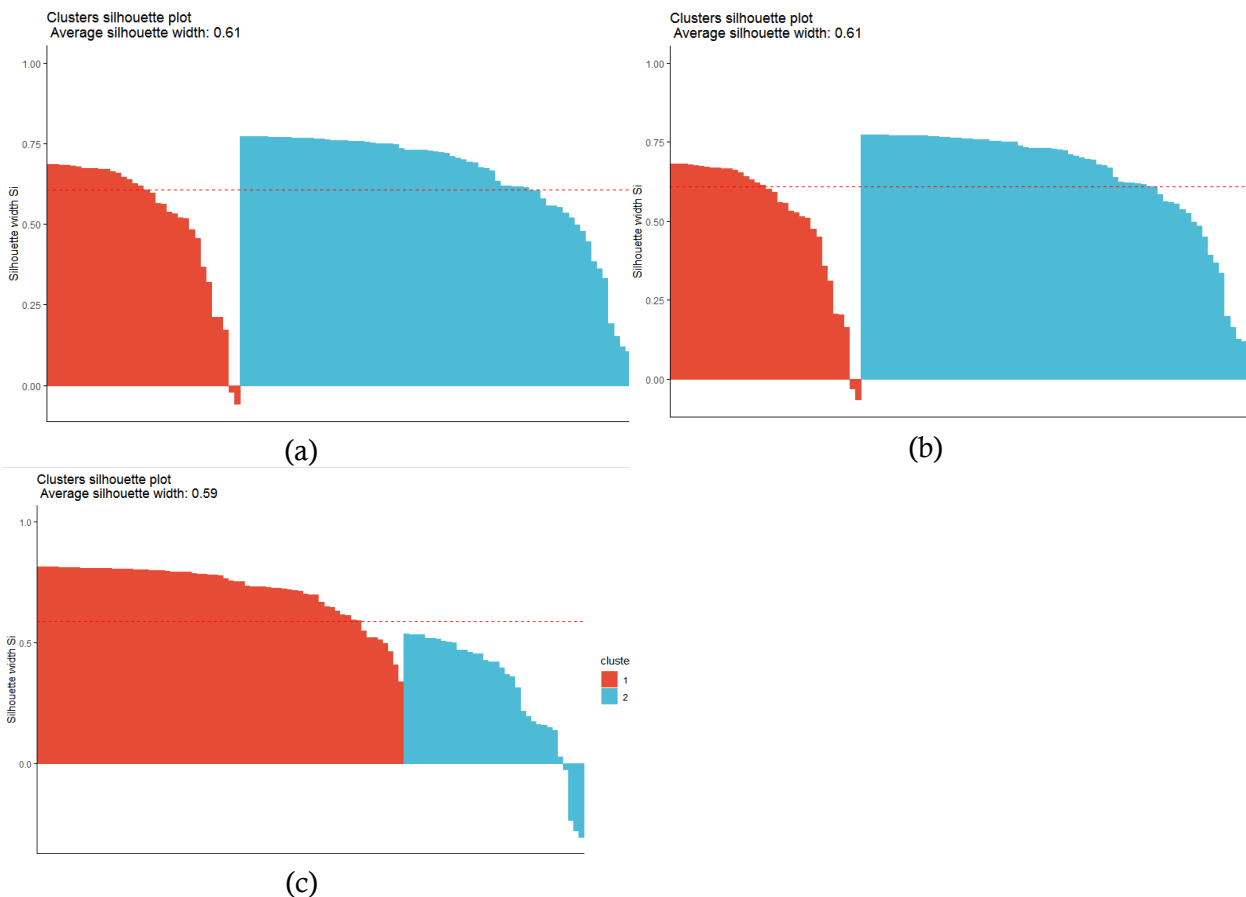 Clusters silhouette plot
Average silhouette width: 0.61
1.00
0.75
0.50
0.25
0.00
Silhouette width Si
(a)
Clusters silhouette plot
Average silhouette width: 0.61
1.00
0.75
0.50
0.25
0.00
Silhouette width Si
(b)
Clusters silhouette plot
Average silhouette width: 0.59
1.0
0.5
0.0
Silhouette width Si
cluste
1
2
(c)